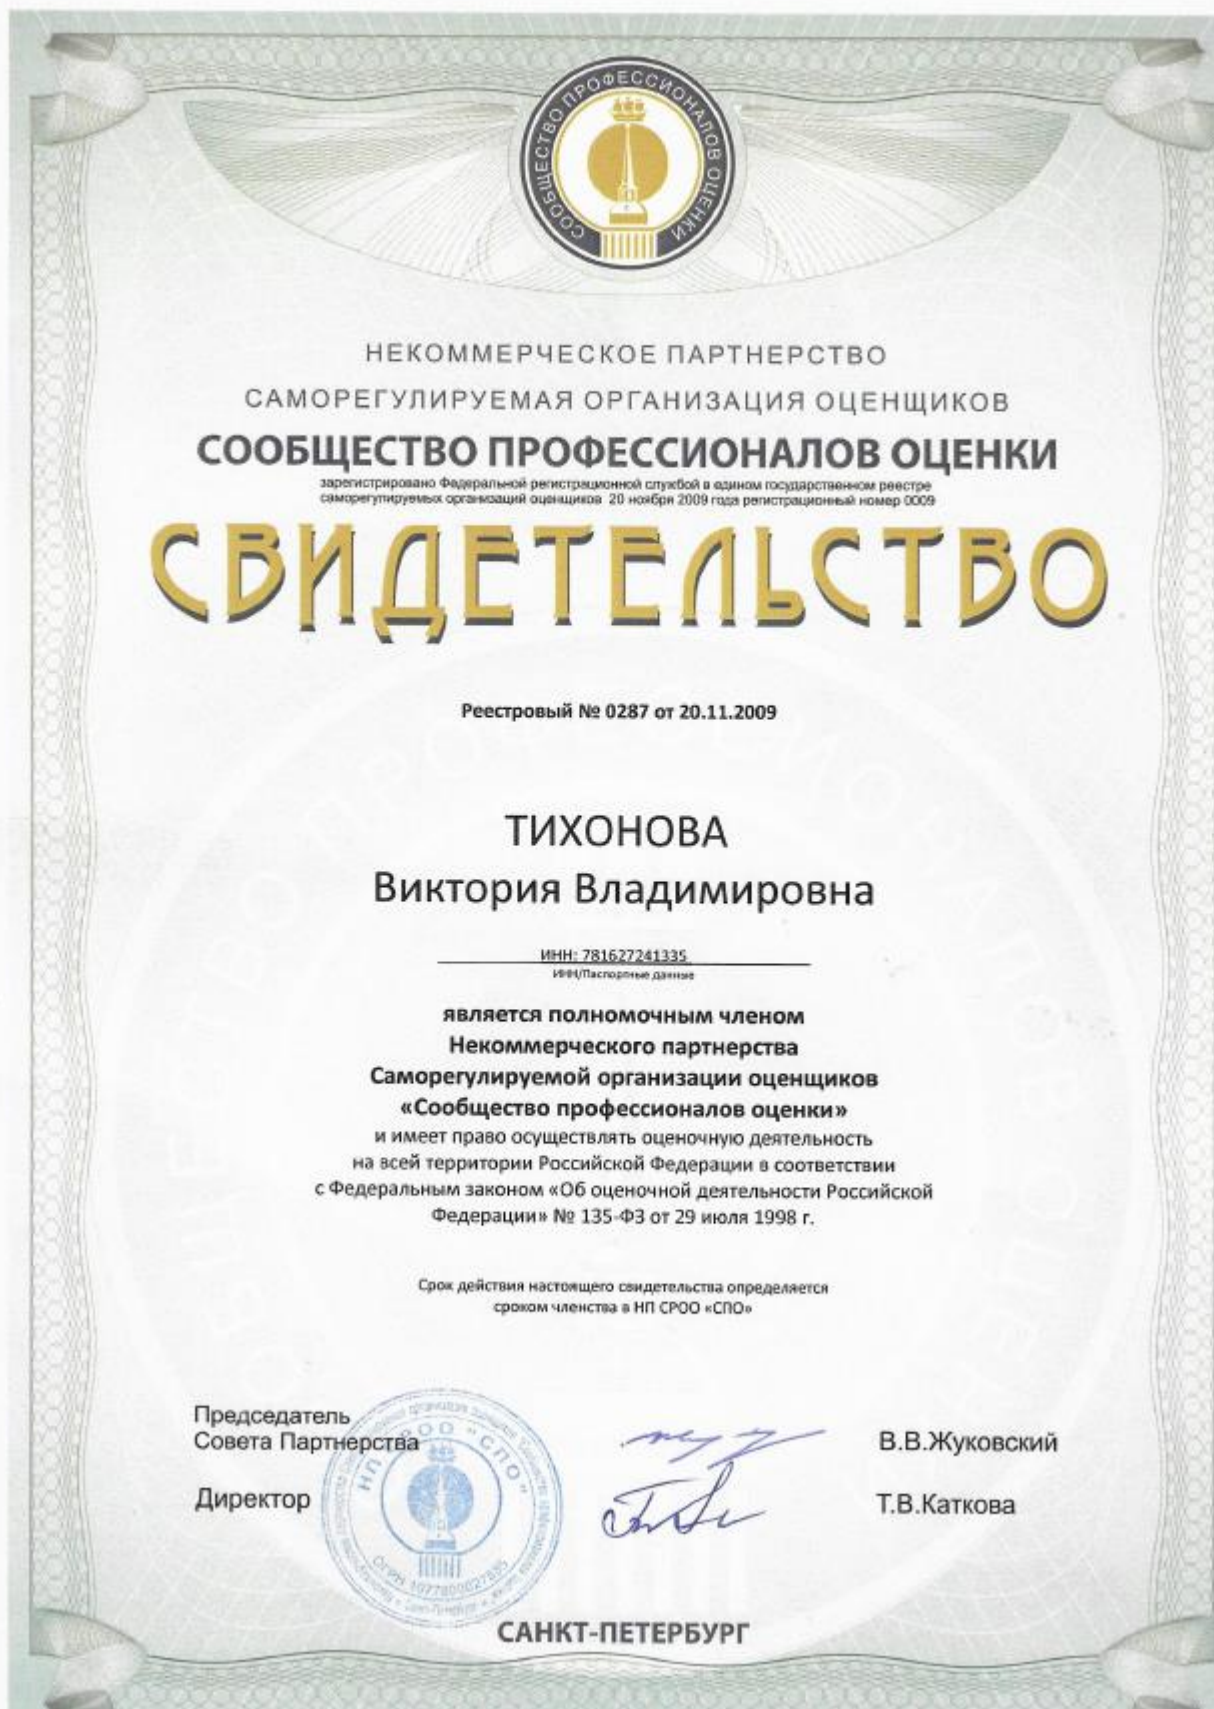 СООБЩЕСТВО ПРОФЕССИОНАЛОВ ОЦЕНКИ
НЕКОММЕРЧЕСКОЕ ПАРТНЕРСТВО
САМОРЕГУЛИРУЕМАЯ ОРГАНИЗАЦИЯ ОЦЕНЩИКОВ
СООБЩЕСТВО ПРОФЕССИОНАЛОВ ОЦЕНКИ
зарегистрировано Федеральной регистрационной службой в едином государственном реестре
саморегулируемых организаций оценщиков 20 ноября 2009 года регистрационный номер 0009
СВИДЕТЕЛЬСТВО
Реестровый № 0287 от 20.11.2009
ТИХОНОВА
Виктория Владимировна
ИНН: 781627241335
ИНН/Паспортные данные
является полномочным членом
Некоммерческого партнерства
Саморегулируемой организации оценщиков
«Сообщество профессионалов оценки»
и имеет право осуществлять оценочную деятельность
на всей территории Российской Федерации в соответствии
с Федеральным законом «Об оценочной деятельности Российской
Федерации» № 135-ФЗ от 29 июля 1998 г.
Срок действия настоящего свидетельства определяется
сроком членства в НП СРОО «СПО»
Председатель
Совета Партнерства
В.В.Жуковский
Директор
Т.В.Каткова
НП СРОО "СПО"
САНКТ-ПЕТЕРБУРГ